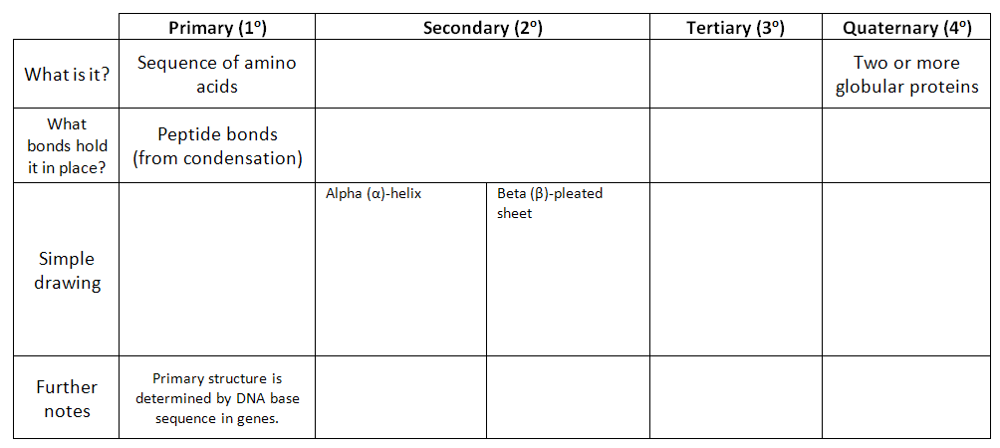 Primary (1º) Secondary (2º) Tertiary (3º) Quaternary (4º)
What is it? Sequence of amino Two or more
acids globular proteins
What
bonds hold Peptide bonds
it in place? (from condensation)
Alpha (α)-helix Beta (β)-pleated
sheet
Simple
drawing
Further Primary structure is
determined by DNA base
notes sequence in genes.